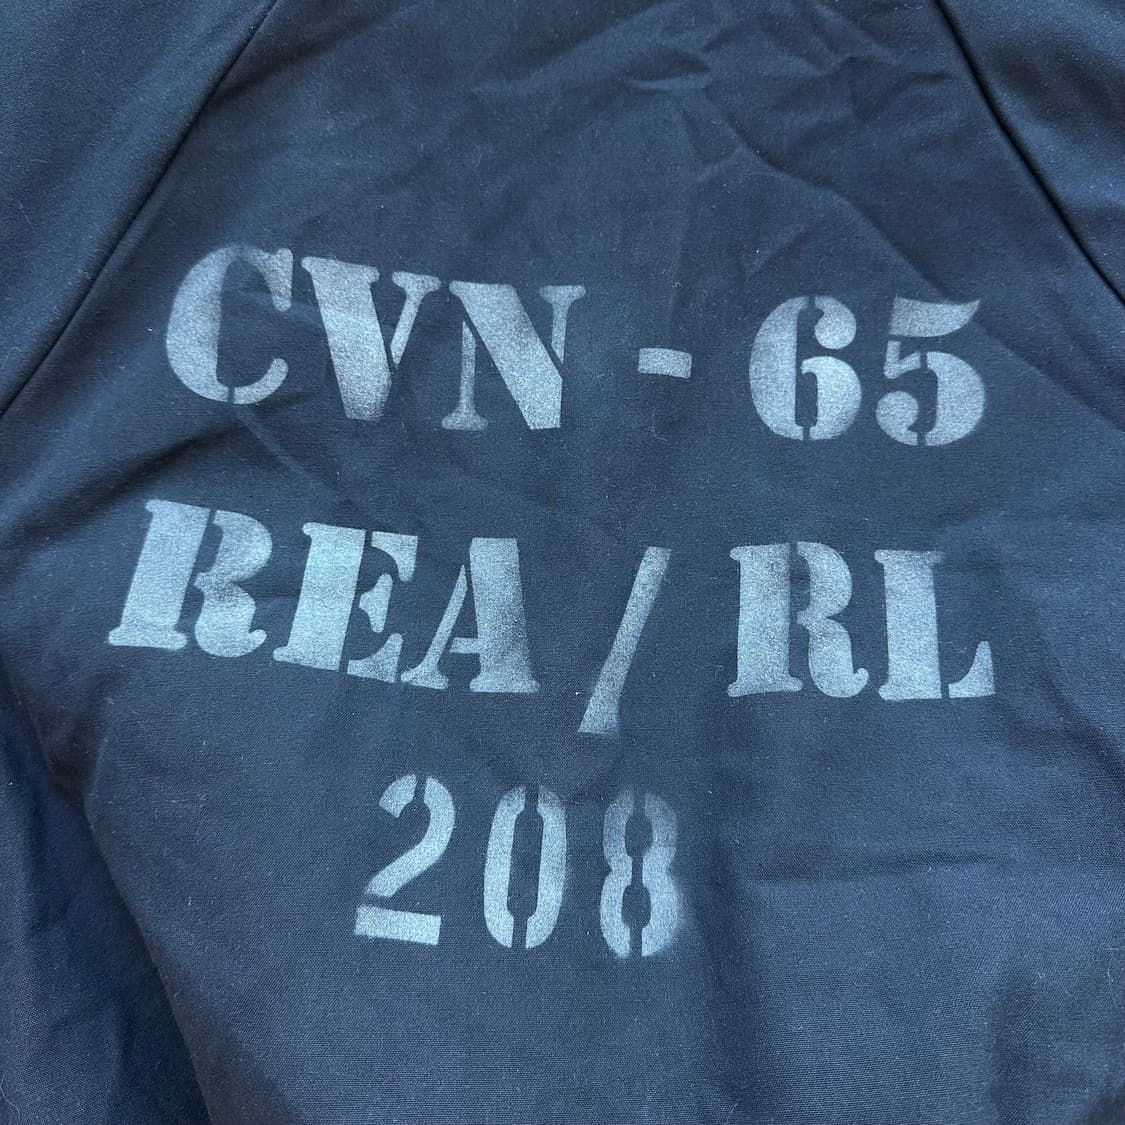 CVN - 65
REA / RL
208